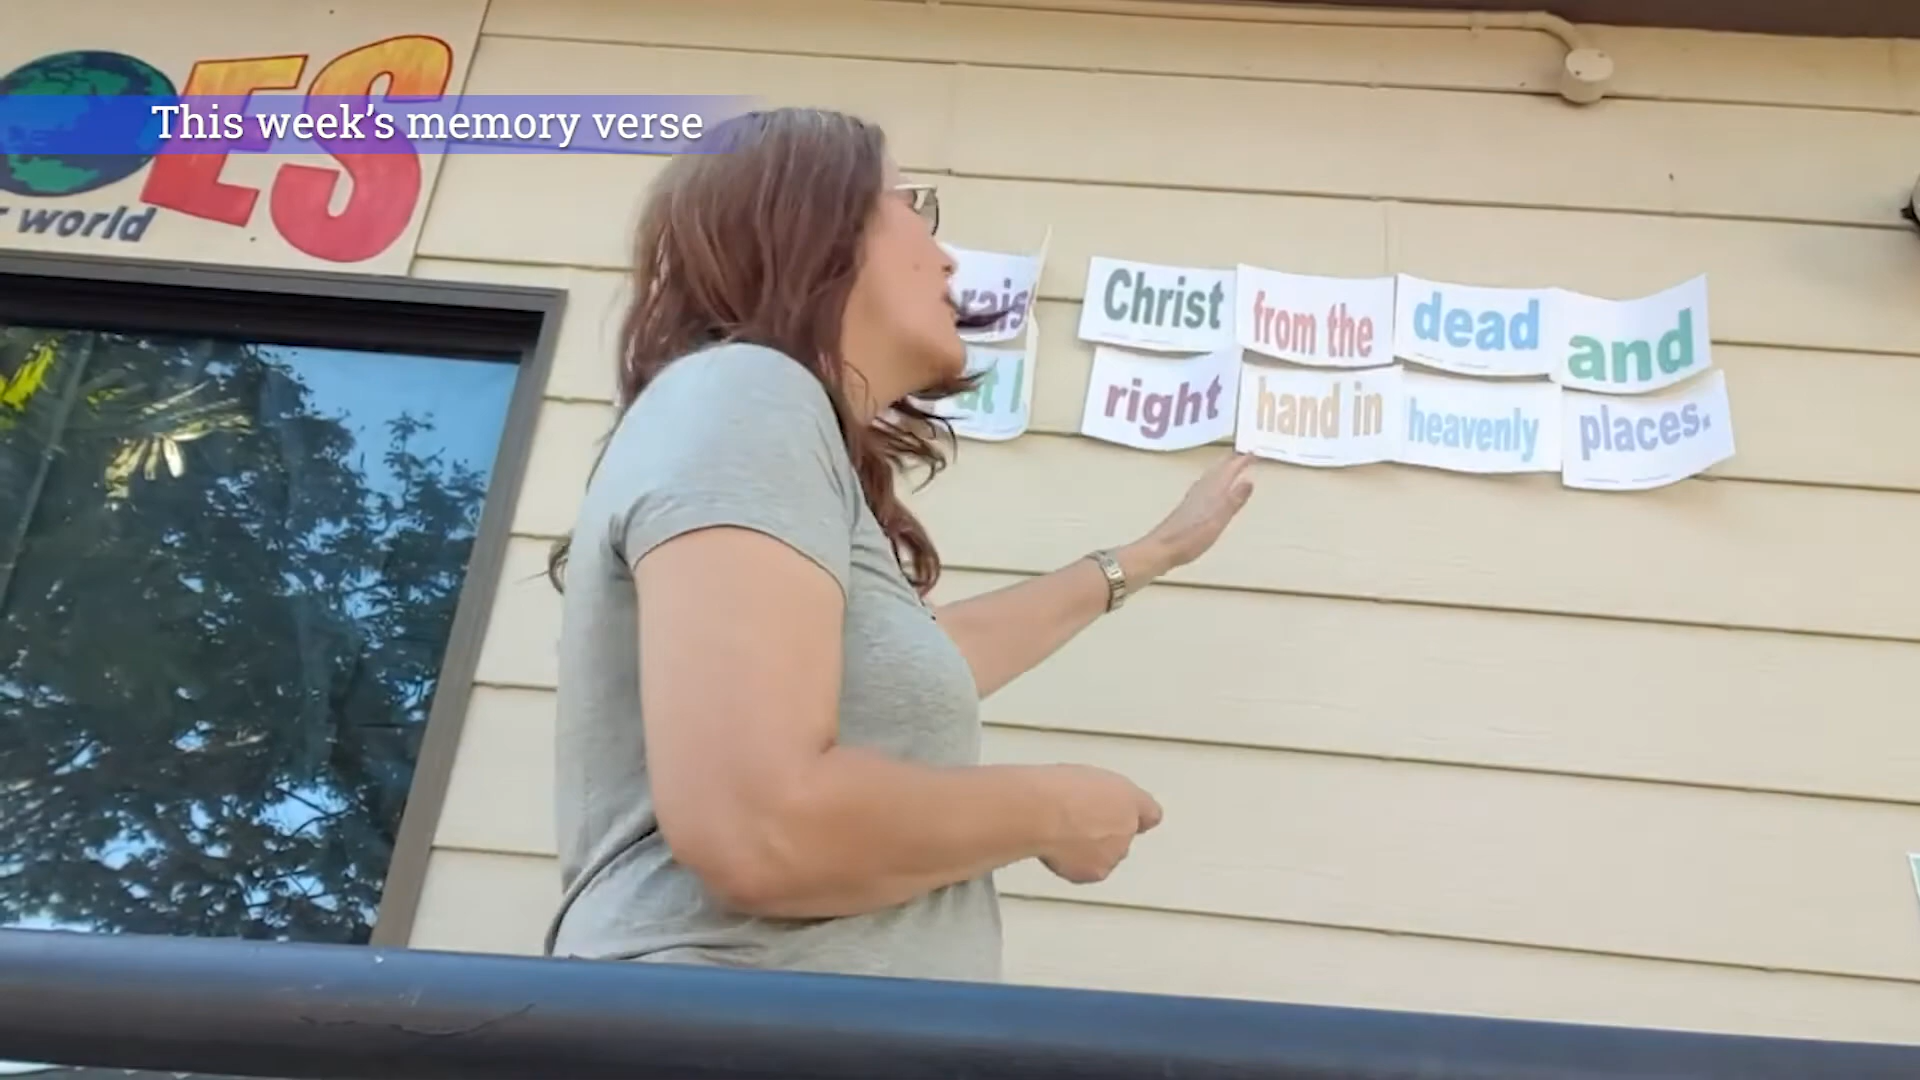 ES
This week's memory verse
world
Christ from the dead and
right hand in heavenly places.